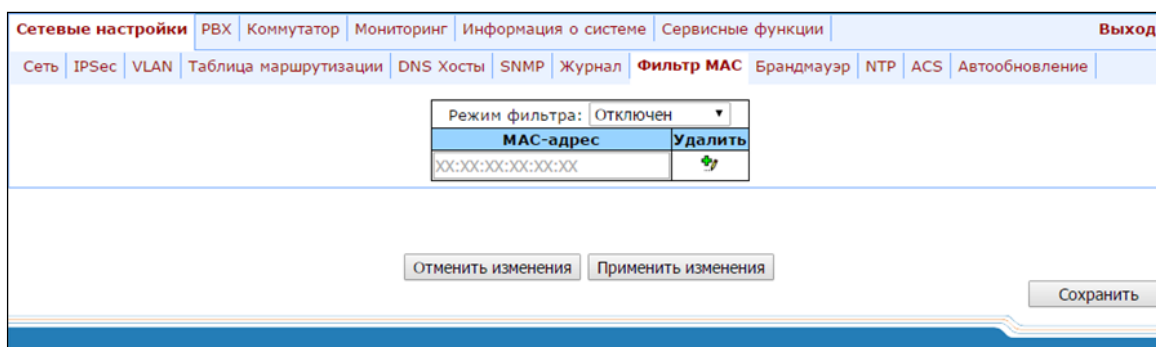 Сетевые настройки PBX Коммутатор Мониторинг Информация о системе Сервисные функции Выход
Сеть IPSec VLAN Таблица маршрутизации DNS Хосты SNMP Журнал Фильтр MAC Брандмауэр NTP ACS Автообновление
Режим фильтра: Отключен
MAC-адрес Удалить
XX:XX:XX:XX:XX:XX
Отменить изменения Применить изменения
Сохранить